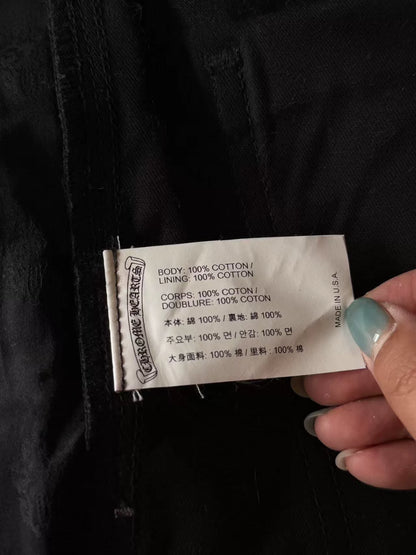 CHROME HEARTS
BODY: 100% COTTON /
LINING: 100% COTTON
CORPS: 100% COTON /
DOUBLURE: 100% COTON
本体: 綿 100% / 裏地: 綿 100%
주요부: 100% 면 / 안감: 100% 면
大身面料: 100% 棉 / 里料: 100% 棉
MADE IN U.S.A.